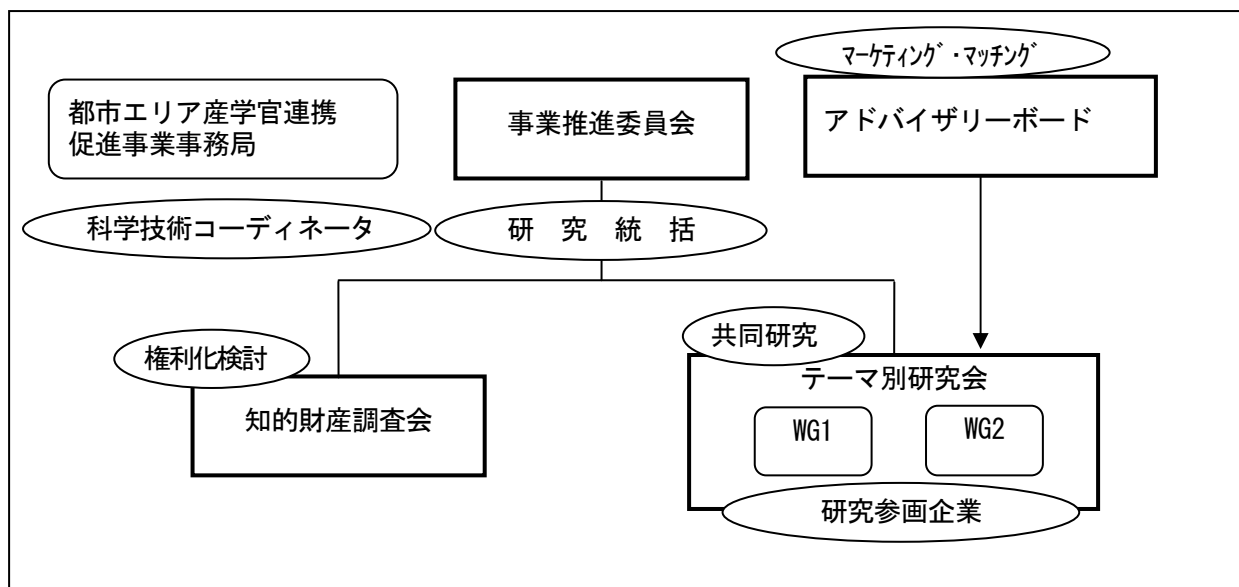 マーケティング・マッチング
都市エリア産学官連携
促進事業事務局
事業推進委員会
アドバイザリーボード
科学技術コーディネータ
研 究 統 括
共同研究
権利化検討
テーマ別研究会
知的財産調査会
WG1
WG2
研究参画企業